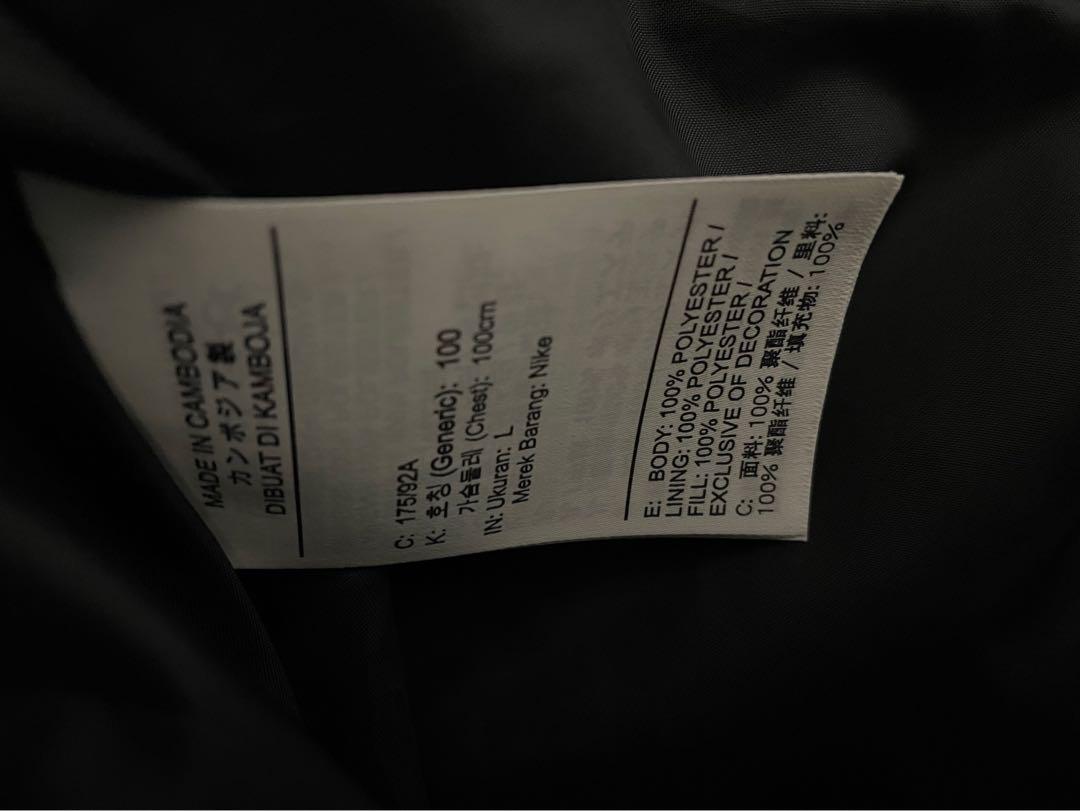 MADE IN CAMBODIA
カンボジア製
DIBUAT DI KAMBOJA
C: 175/92A
K: 호칭 (Generic): 100
가슴둘레 (Chest): 100cm
IN: Ukuran: L
Merek Barang: Nike
E: BODY: 100% POLYESTER /
LINING: 100% POLYESTER /
FILL: 100% POLYESTER /
EXCLUSIVE OF DECORATION
C: 面料: 100% 聚酯纤维 / 里料:
100% 聚酯纤维 / 填充物: 100%